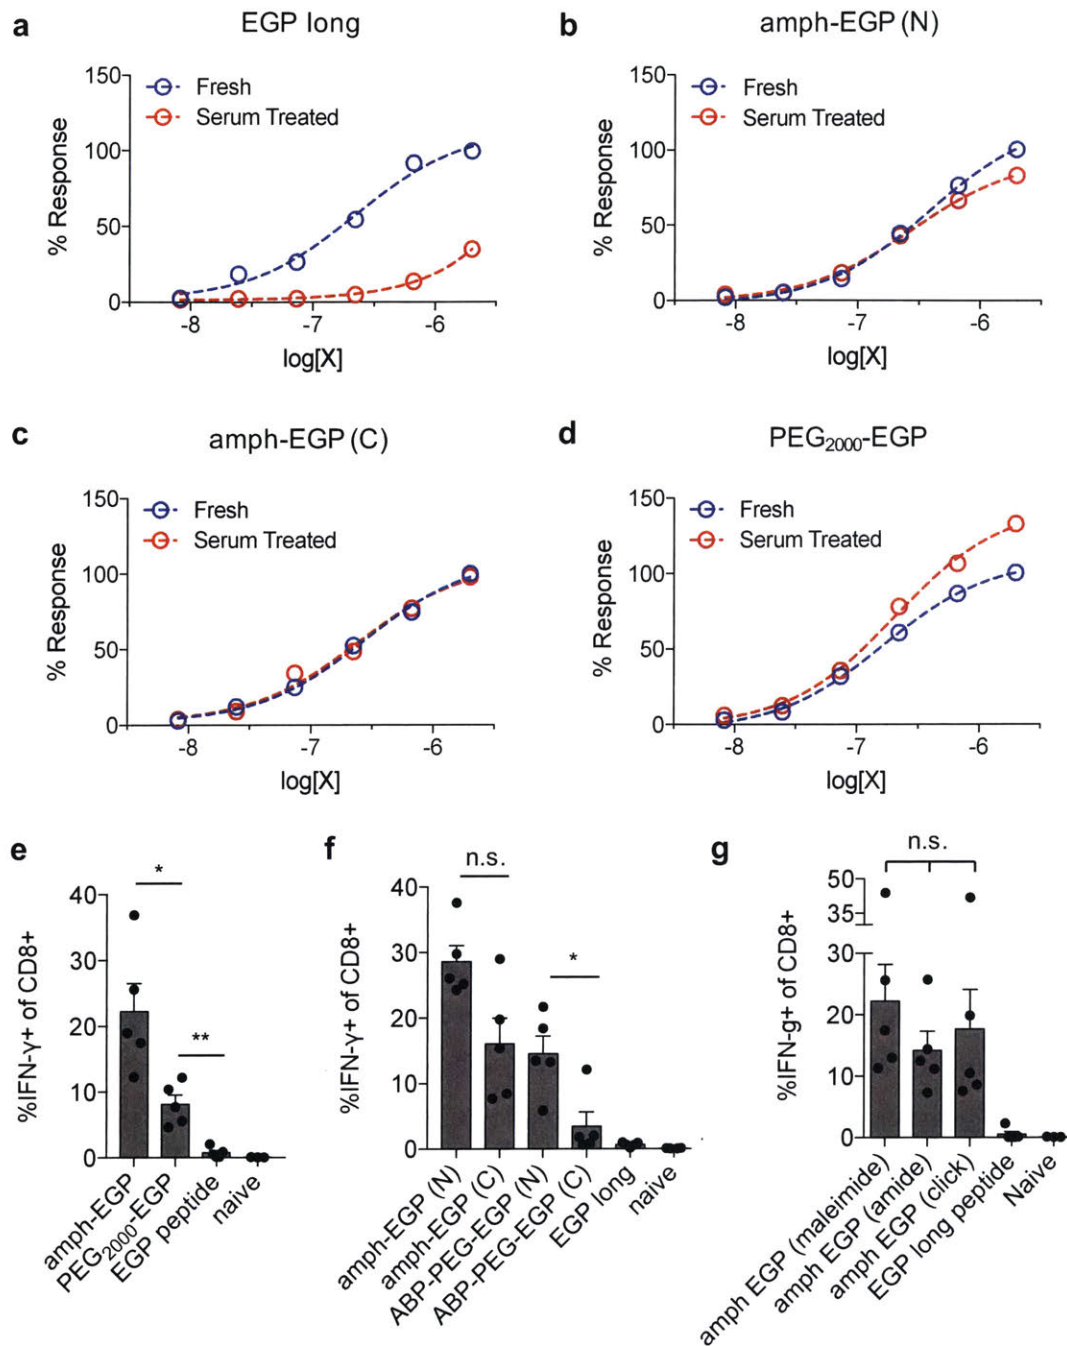 a
EGP long
150
100
50
0
% Response
Fresh
Serum Treated
-8
-7
-6
log[X]
b
amph-EGP (N)
150
100
50
0
% Response
Fresh
Serum Treated
-8
-7
-6
log[X]
c
amph-EGP (C)
150
100
50
0
% Response
Fresh
Serum Treated
-8
-7
-6
log[X]
d
PEG2000-EGP
150
100
50
0
% Response
Fresh
Serum Treated
-8
-7
-6
log[X]
e
%IFN-γ+ of CD8+
40
30
20
10
0
*
**
amph-EGP
PEG2000-EGP
EGP peptide
naive
f
%IFN-γ+ of CD8+
40
30
20
10
0
n.s.
*
amph-EGP (N)
amph-EGP (C)
ABP-PEG-EGP (N)
ABP-PEG-EGP (C)
EGP long
naive
g
%IFN-g+ of CD8+
50
35
30
20
10
0
n.s.
amph EGP (maleimide)
amph EGP (amide)
amph EGP (click)
EGP long peptide
Naive